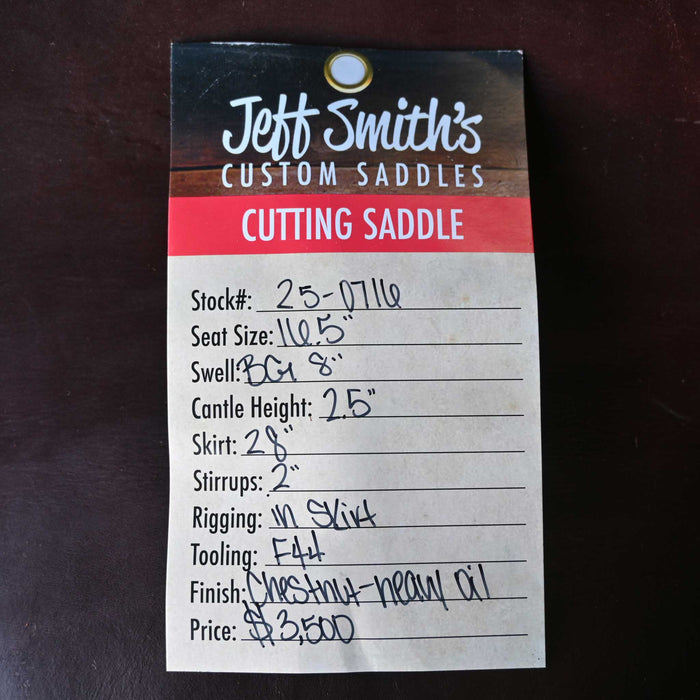 Jeff Smith's
CUSTOM SADDLES
CUTTING SADDLE
Stock#: 25-0716
Seat Size: 16.5"
Swell: BG 8"
Cantle Height: 2.5"
Skirt: 28"
Stirrups: 2"
Rigging: in Skirt
Tooling: F44
Finish: Chestnut-heavy oil
Price: $3,500